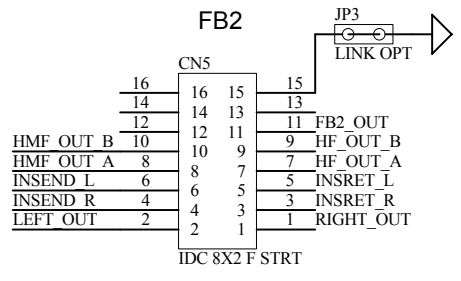 FB2
JP3
LINK OPT
CN5
16 16 15 15
14 14 13 13
12 12 11 11 FB2_OUT
HMF_OUT_B 10 10 9 9 HF_OUT_B
HMF_OUT_A 8 8 7 7 HF_OUT_A
INSEND_L 6 6 5 5 INSRET_L
INSEND_R 4 4 3 3 INSRET_R
LEFT_OUT 2 2 1 1 RIGHT_OUT
IDC 8X2 F STRT